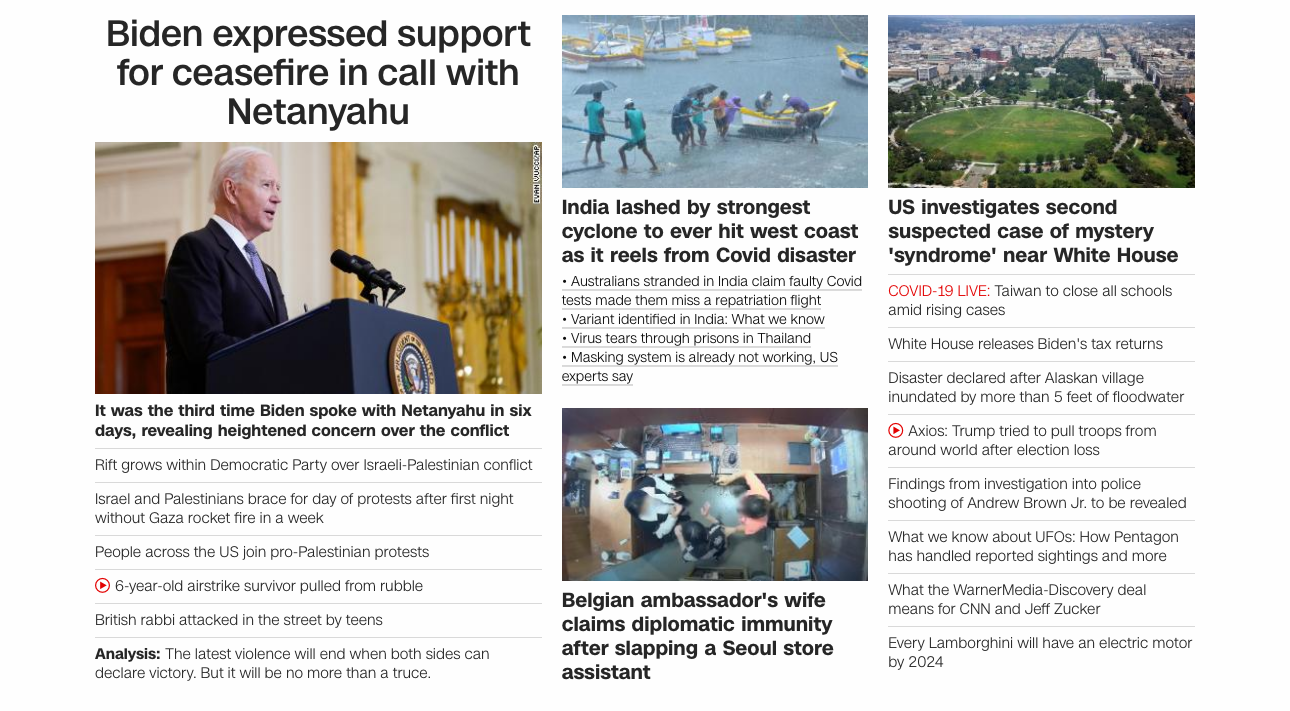 Biden expressed support
for ceasefire in call with
Netanyahu
EVAN VUCCI/AP
It was the third time Biden spoke with Netanyahu in six
days, revealing heightened concern over the conflict
Rift grows within Democratic Party over Israeli-Palestinian conflict
Israel and Palestinians brace for day of protests after first night
without Gaza rocket fire in a week
People across the US join pro-Palestinian protests
6-year-old airstrike survivor pulled from rubble
British rabbi attacked in the street by teens
Analysis: The latest violence will end when both sides can
declare victory. But it will be no more than a truce.
India lashed by strongest
cyclone to ever hit west coast
as it reels from Covid disaster
• Australians stranded in India claim faulty Covid
tests made them miss a repatriation flight
• Variant identified in India: What we know
• Virus tears through prisons in Thailand
• Masking system is already not working, US
experts say
Belgian ambassador's wife
claims diplomatic immunity
after slapping a Seoul store
assistant
US investigates second
suspected case of mystery
'syndrome' near White House
COVID-19 LIVE: Taiwan to close all schools
amid rising cases
White House releases Biden's tax returns
Disaster declared after Alaskan village
inundated by more than 5 feet of floodwater
Axios: Trump tried to pull troops from
around world after election loss
Findings from investigation into police
shooting of Andrew Brown Jr. to be revealed
What we know about UFOs: How Pentagon
has handled reported sightings and more
What the WarnerMedia-Discovery deal
means for CNN and Jeff Zucker
Every Lamborghini will have an electric motor
by 2024